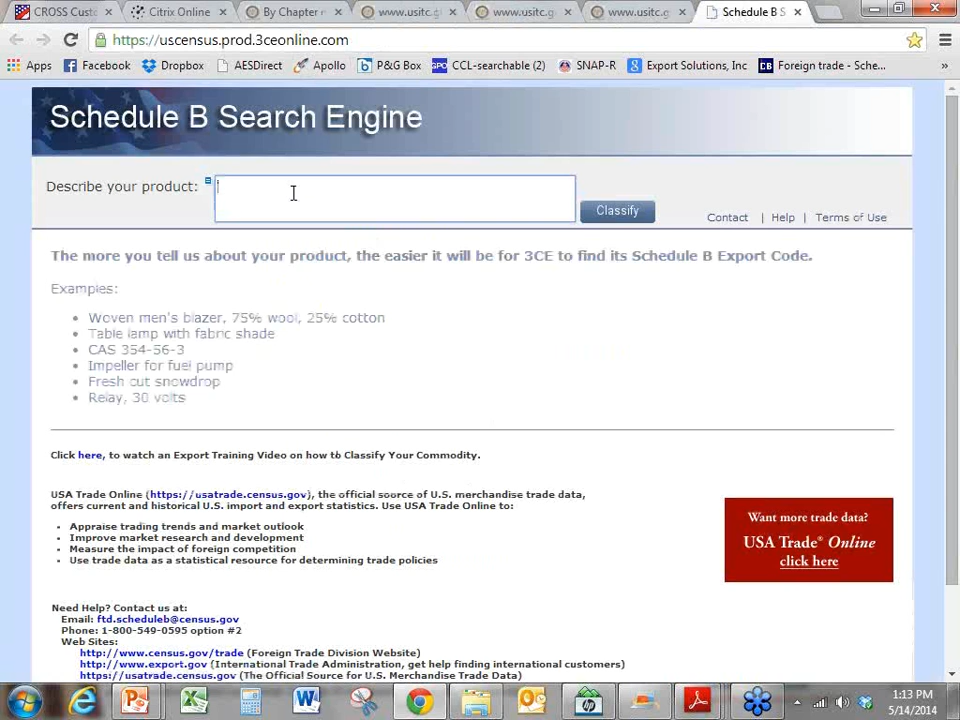 CROSS Custo
Citrix Online
By Chapter
www.usitc.g
www.usitc.g
www.usitc.g
Schedule B S
https://uscensus.prod.3ceonline.com
Apps
Facebook
Dropbox
AESDirect
Apollo
P&G Box
CCL-searchable (2)
SNAP-R
Export Solutions, Inc
Foreign trade - Sche...
»
Schedule B Search Engine
Describe your product:
Classify
Contact | Help | Terms of Use
The more you tell us about your product, the easier it will be for 3CE to find its Schedule B Export Code.
Examples:
• Woven men's blazer, 75% wool, 25% cotton
• Table lamp with fabric shade
• CAS 354-56-3
• Impeller for fuel pump
• Fresh cut snowdrop
• Relay, 30 volts
Click here, to watch an Export Training Video on how to Classify Your Commodity.
USA Trade Online (https://usatrade.census.gov), the official source of U.S. merchandise trade data,
offers current and historical U.S. import and export statistics. Use USA Trade Online to:
• Appraise trading trends and market outlook
• Improve market research and development
• Measure the impact of foreign competition
• Use trade data as a statistical resource for determining trade policies
Want more trade data?
USA Trade® Online
click here
Need Help? Contact us at:
Email: ftd.scheduleb@census.gov
Phone: 1-800-549-0595 option #2
Web Sites:
http://www.census.gov/trade (Foreign Trade Division Website)
http://www.export.gov (International Trade Administration, get help finding international customers)
https://usatrade.census.gov (The Official Source for U.S. Merchandise Trade Data)
1:13 PM
5/14/2014